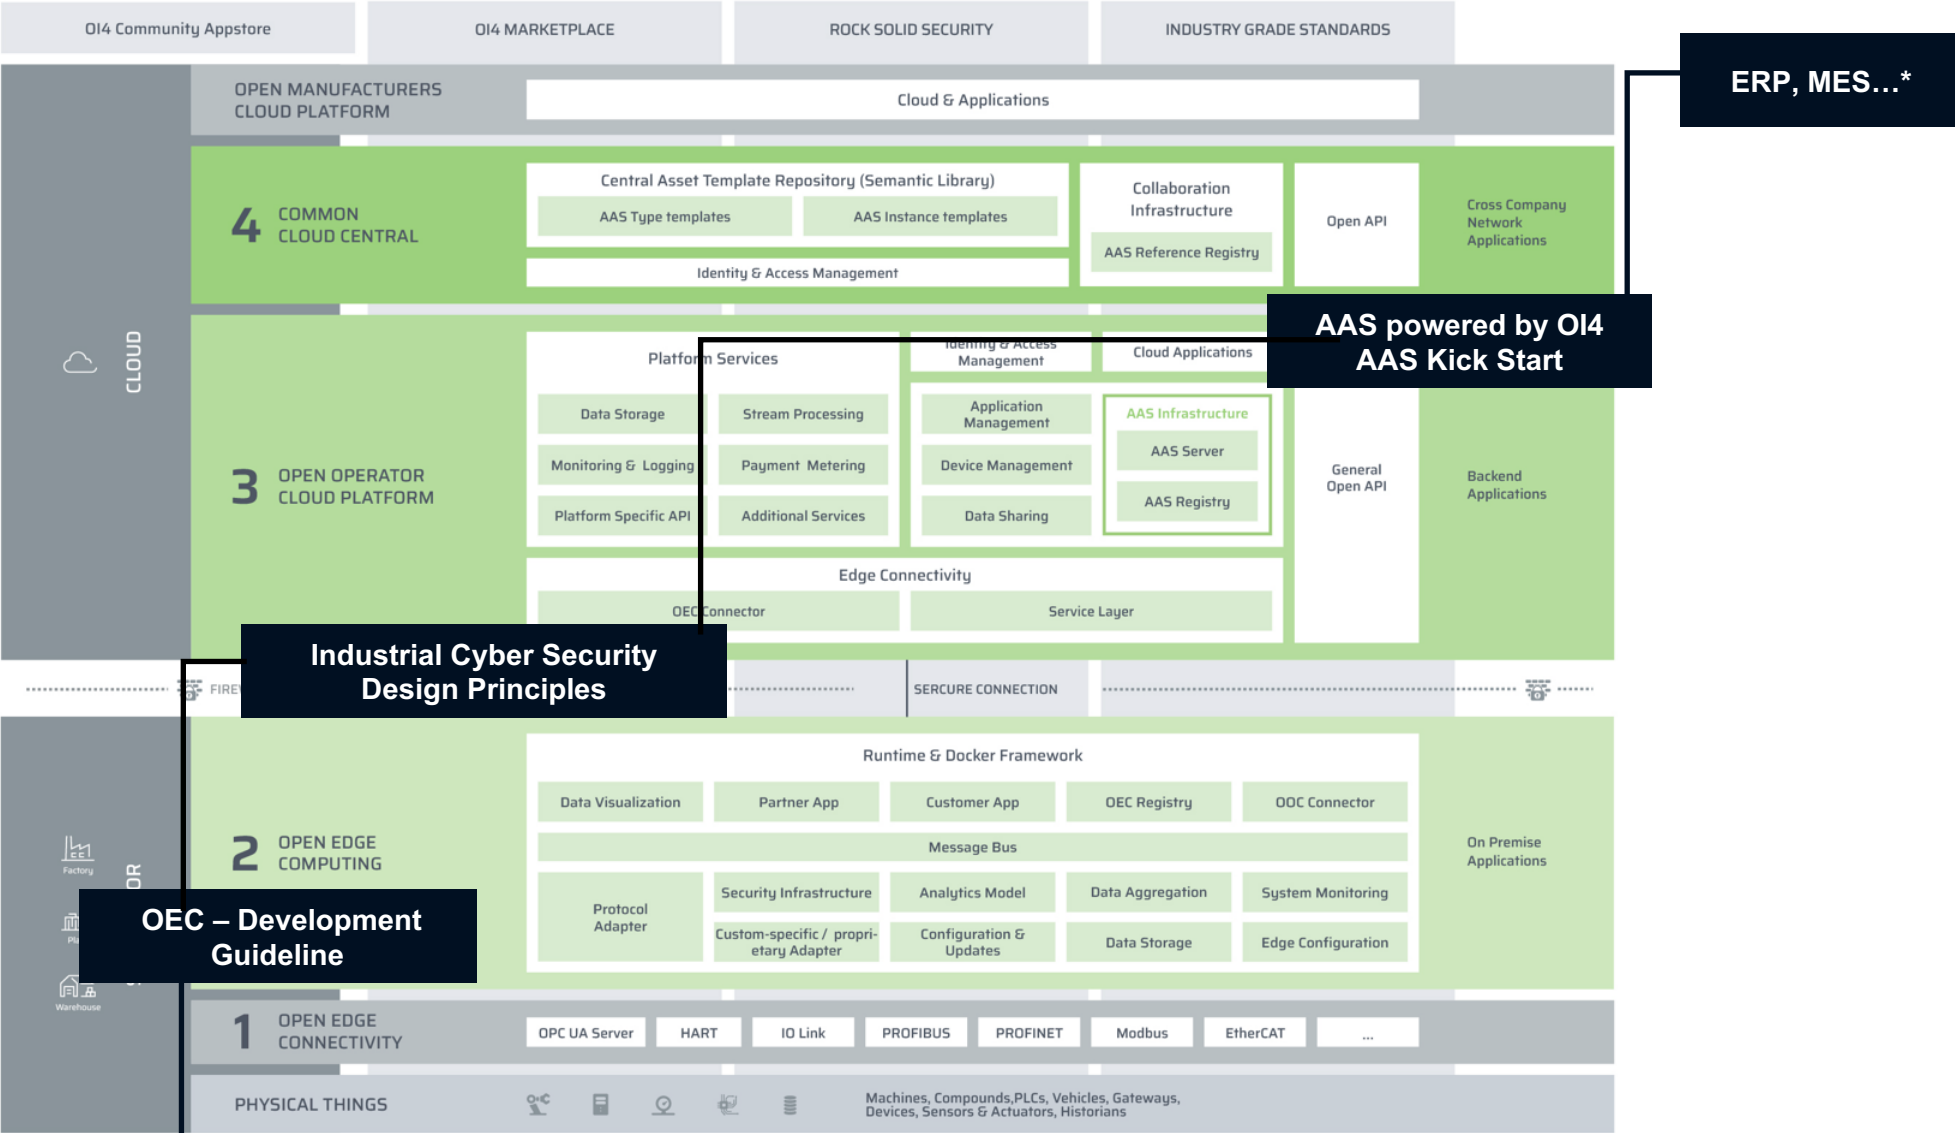 OI4 Community Appstore
OI4 MARKETPLACE
ROCK SOLID SECURITY
INDUSTRY GRADE STANDARDS
ERP, MES…*
OPEN MANUFACTURERS
CLOUD PLATFORM
Cloud & Applications
CLOUD
4
COMMON
CLOUD CENTRAL
Central Asset Template Repository (Semantic Library)
AAS Type templates
AAS Instance templates
Identity & Access Management
Collaboration
Infrastructure
AAS Reference Registry
Open API
Cross Company
Network
Applications
AAS powered by OI4
AAS Kick Start
3
OPEN OPERATOR
CLOUD PLATFORM
Platform Services
Data Storage
Stream Processing
Monitoring & Logging
Payment Metering
Platform Specific API
Additional Services
Identity & Access
Management
Cloud Applications
Application
Management
Device Management
Data Sharing
AAS Infrastructure
AAS Server
AAS Registry
General
Open API
Backend
Applications
Edge Connectivity
OEC Connector
Service Layer
Industrial Cyber Security
Design Principles
SERCURE CONNECTION
2
OPEN EDGE
COMPUTING
Runtime & Docker Framework
Data Visualization
Partner App
Customer App
OEC Registry
OOC Connector
Message Bus
Protocol
Adapter
Security Infrastructure
Analytics Model
Data Aggregation
System Monitoring
Custom-specific / propri-
etary Adapter
Configuration &
Updates
Data Storage
Edge Configuration
On Premise
Applications
Factory
OEC – Development
Guideline
Warehouse
1
OPEN EDGE
CONNECTIVITY
OPC UA Server
HART
IO Link
PROFIBUS
PROFINET
Modbus
EtherCAT
...
PHYSICAL THINGS
Machines, Compounds,PLCs, Vehicles, Gateways,
Devices, Sensors & Actuators, Historians